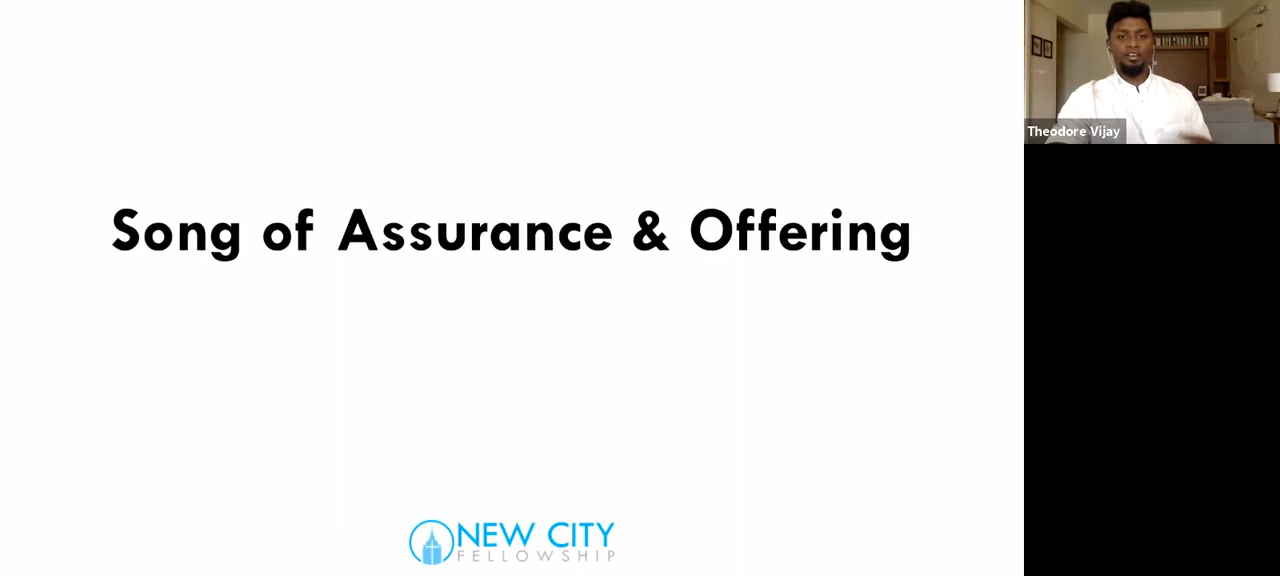 Song of Assurance & Offering
Theodore Vijay
NEW CITY
FELLOWSHIP